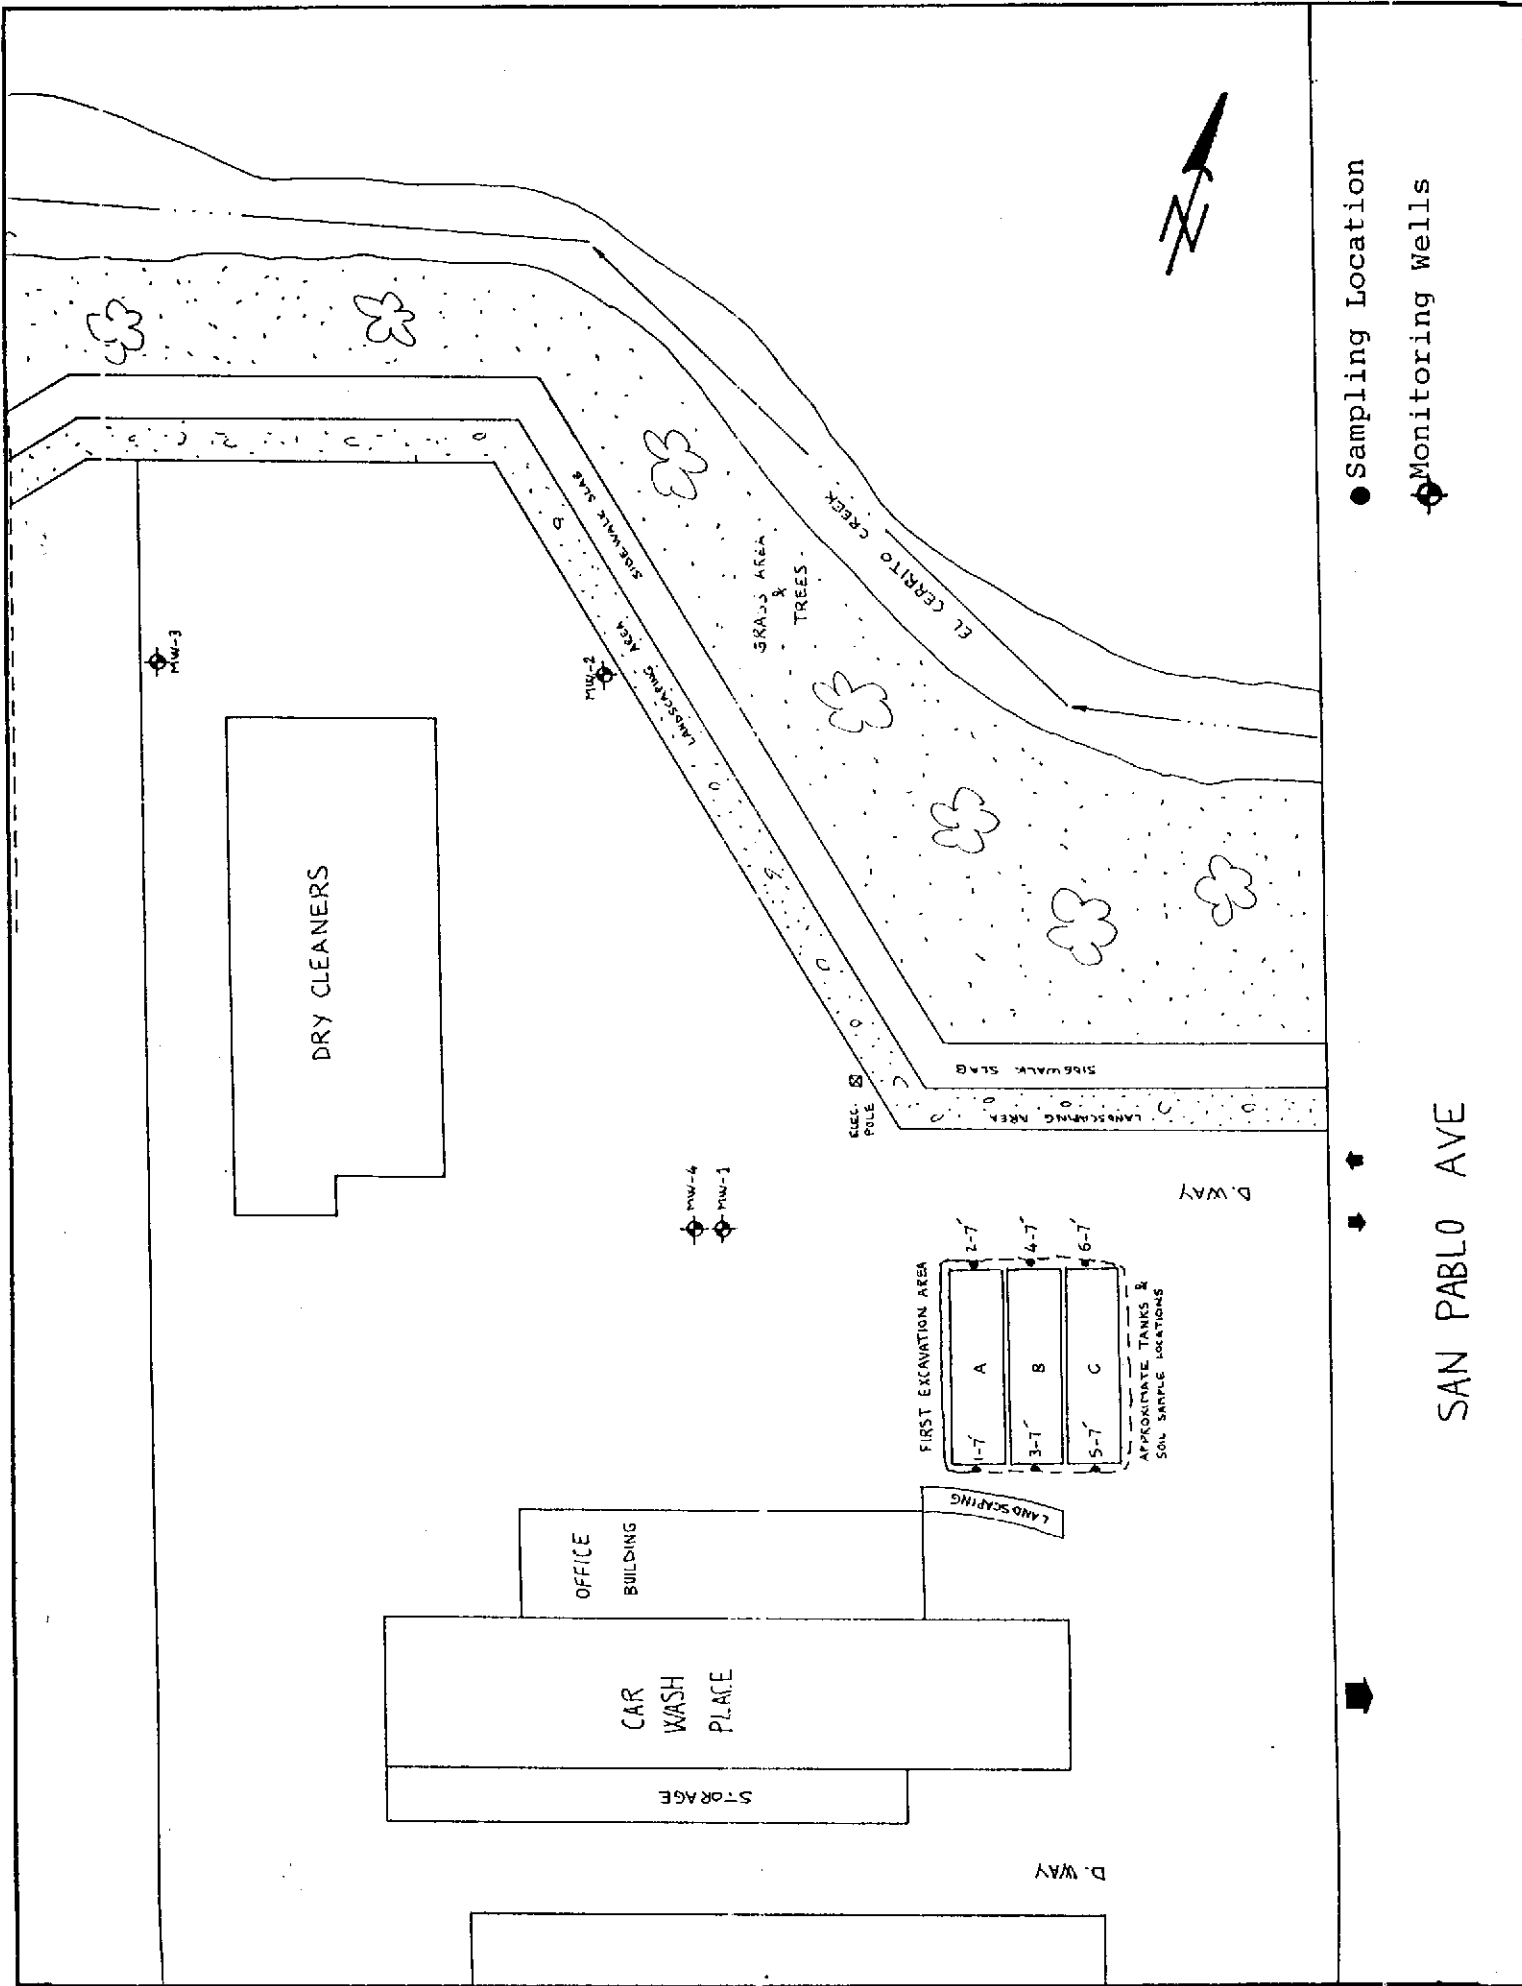 MW-3
MW-2
DRY CLEANERS
SIDEWALK SLAB
LANDSCAPING AREA
GRASS AREA
&
TREES
EL CERRITO CREEK
N
ELEC.
POLE
SIDEWALK SLAB
LANDSCAPING AREA
MW-4
MW-1
D. WAY
FIRST EXCAVATION AREA
1-7'
A
2-7'
3-7'
B
4-7'
5-7'
C
6-7'
APPROXIMATE TANKS &
SOIL SAMPLE LOCATIONS
LANDSCAPING
OFFICE
BUILDING
CAR
WASH
PLACE
STORAGE
D. WAY
SAN PABLO AVE
Sampling Location
Monitoring Wells